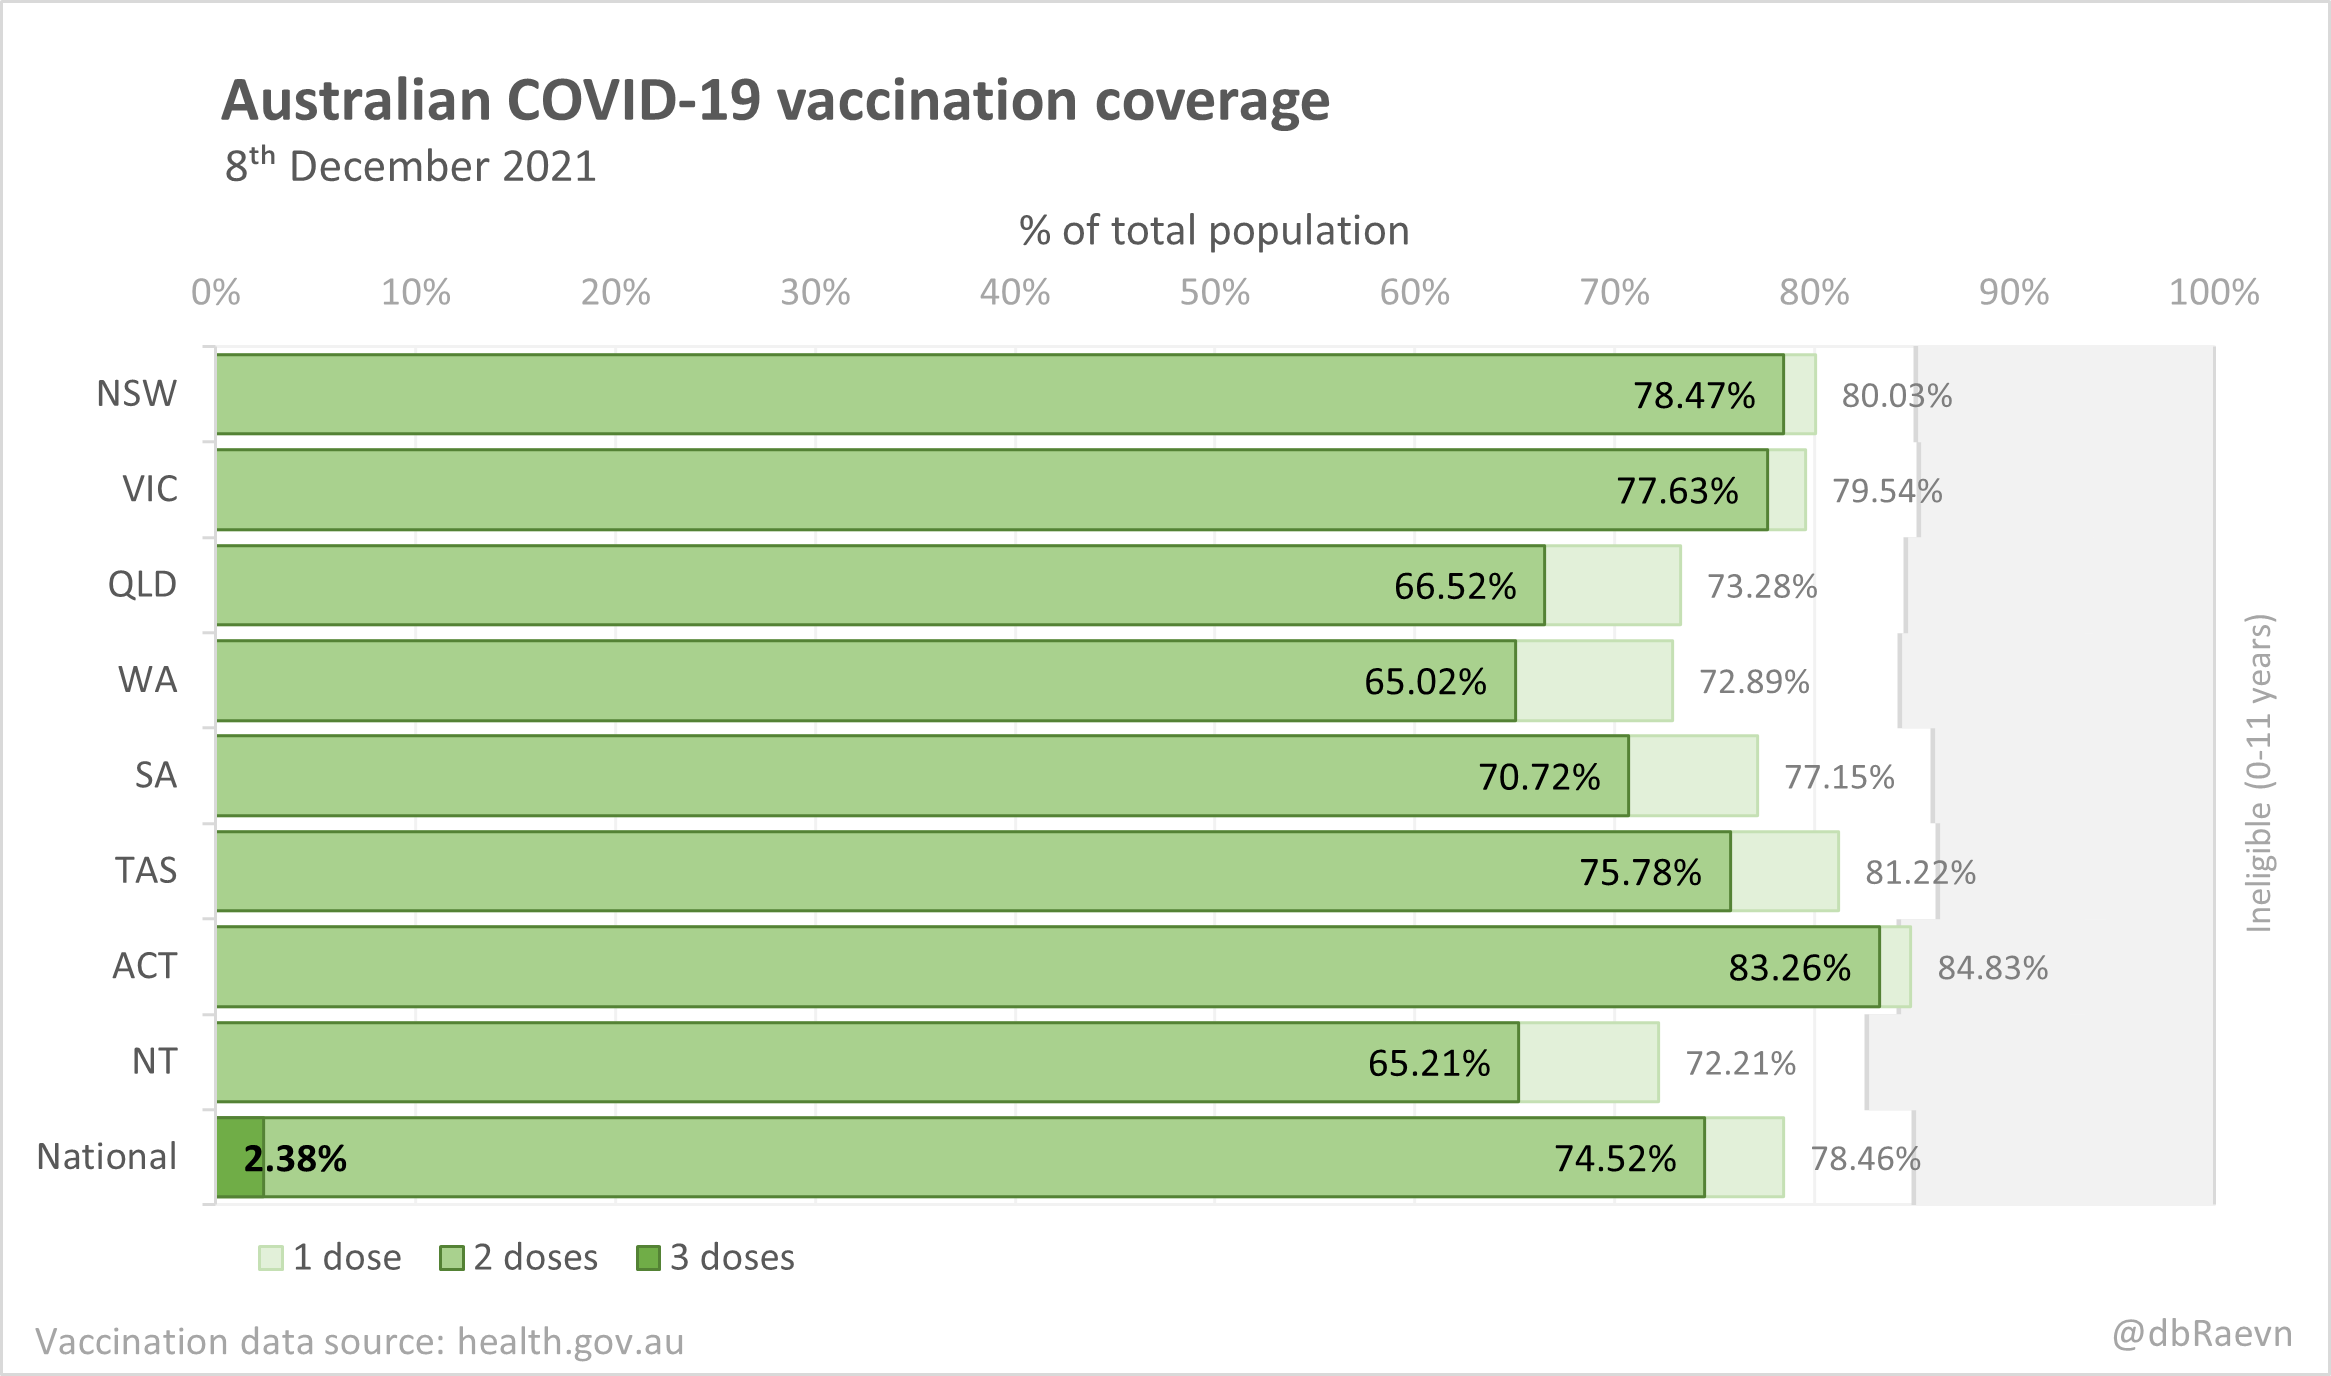 Australian COVID-19 vaccination coverage
8th December 2021
% of total population
0% 10% 20% 30% 40% 50% 60% 70% 80% 90% 100%
NSW 78.47% 80.03%
VIC 77.63% 79.54%
QLD 66.52% 73.28%
WA 65.02% 72.89%
SA 70.72% 77.15%
TAS 75.78% 81.22%
ACT 83.26% 84.83%
NT 65.21% 72.21%
National 2.38% 74.52% 78.46%
Ineligible (0-11 years)
1 dose 2 doses 3 doses
Vaccination data source: health.gov.au
@dbRaevn